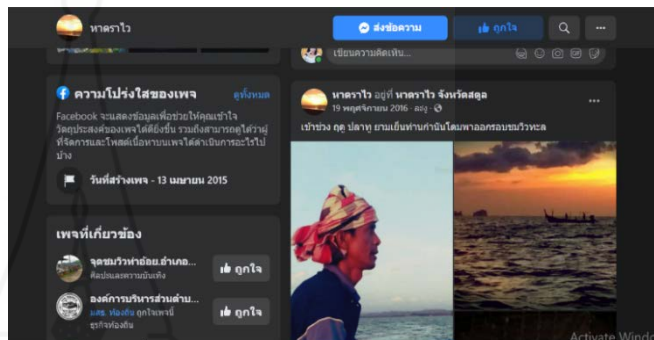 หาดราไว
ส่งข้อความ
ถูกใจ
เขียนความคิดเห็น...
ความโปร่งใสของเพจ
ดูทั้งหมด
Facebook จะแสดงข้อมูลเพื่อช่วยให้คุณเข้าใจ
วัตถุประสงค์ของเพจได้ดียิ่งขึ้น รวมถึงสามารถดูได้ว่าผู้
ที่จัดการและโพสต์เนื้อหาบนเพจได้ดำเนินการอะไรไป
บ้าง
วันที่สร้างเพจ - 13 เมษายน 2015
เพจที่เกี่ยวข้อง
จุดชมวิวท่าอ้อย.อำเภอ...
ศิลปะและความบันเทิง
ถูกใจ
องค์การบริหารส่วนตำบ...
ท้องถิ่น ถูกใจเพจนี้
ธุรกิจท้องถิ่น
ถูกใจ
หาดราไว อยู่ที่ หาดราไว จังหวัดสตูล
19 พฤศจิกายน 2016
เข้าช่วง ฤดู ปลาทู ยามเย็นท่านกำนันโดมพาออกรอบชมวิวทะเล
Activate Windo